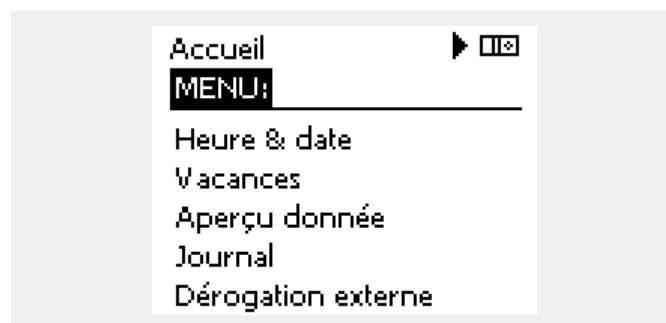 Accueil
MENU:
Heure & date
Vacances
Aperçu donnée
Journal
Dérogation externe